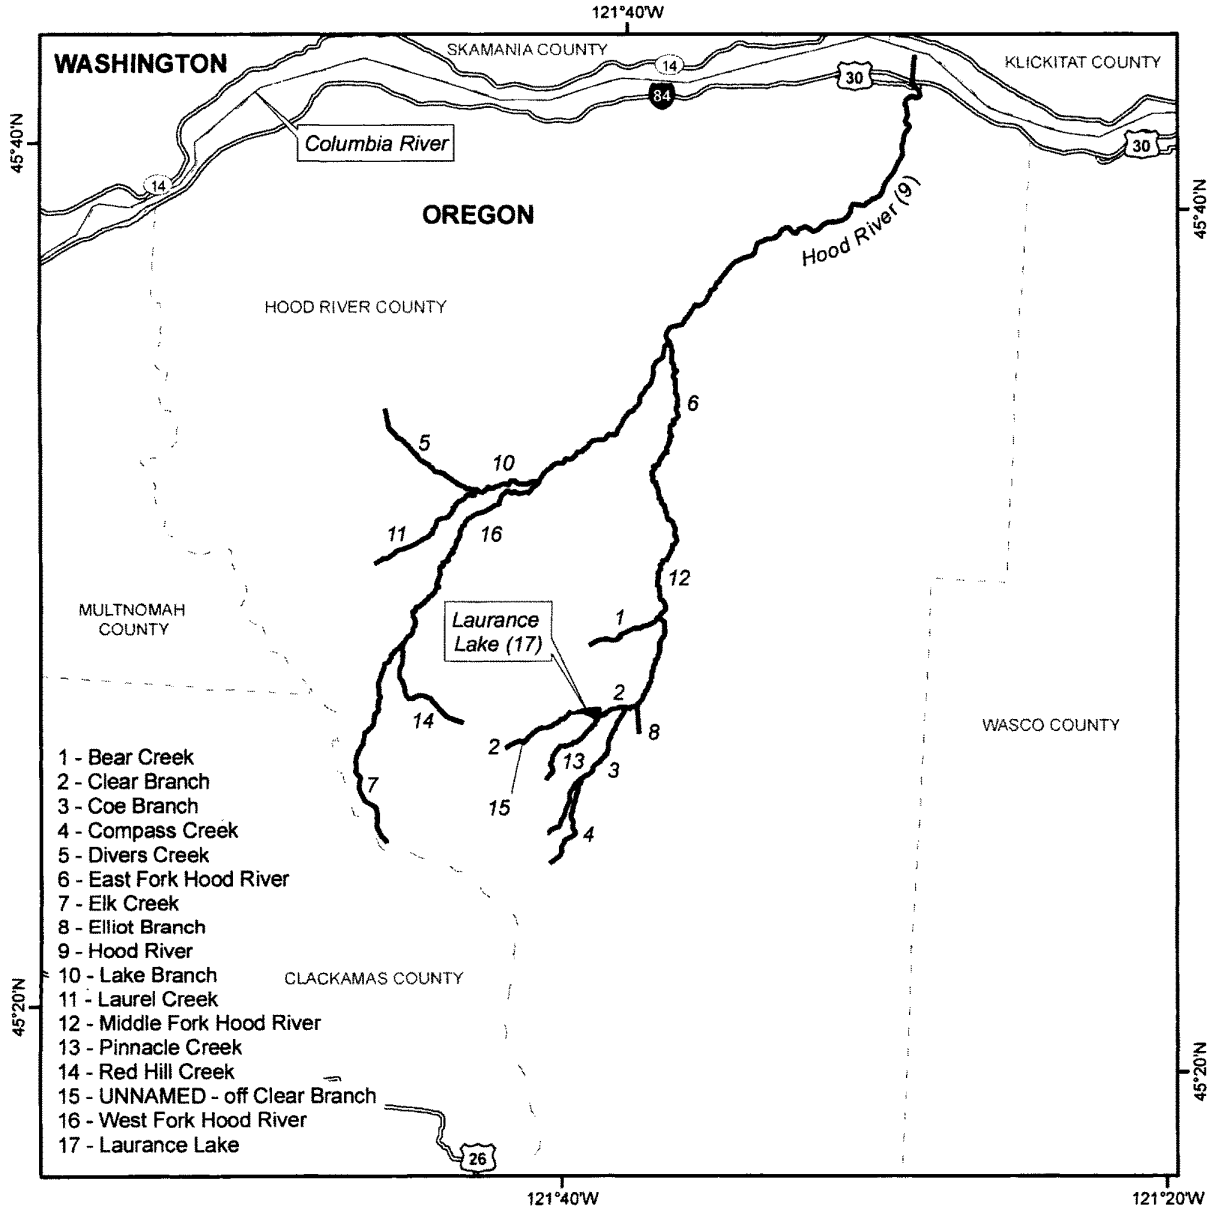 121°40'W
WASHINGTON
SKAMANIA COUNTY
KLICKITAT COUNTY
14
30
84
45°40'N
Columbia River
30
14
OREGON
45°40'N
Hood River (9)
HOOD RIVER COUNTY
6
5
10
11
16
12
MULTNOMAH
COUNTY
1
Laurance
Lake (17)
2
14
2
8
WASCO COUNTY
13
3
7
15
4
1 - Bear Creek
2 - Clear Branch
3 - Coe Branch
4 - Compass Creek
5 - Divers Creek
6 - East Fork Hood River
7 - Elk Creek
8 - Elliot Branch
9 - Hood River
10 - Lake Branch
11 - Laurel Creek
12 - Middle Fork Hood River
13 - Pinnacle Creek
14 - Red Hill Creek
15 - UNNAMED - off Clear Branch
16 - West Fork Hood River
17 - Laurance Lake
CLACKAMAS COUNTY
45°20'N
45°20'N
26
121°40'W
121°20'W